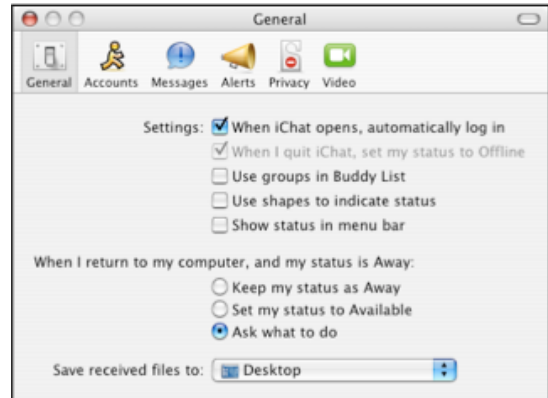 General
General Accounts Messages Alerts Privacy Video
Settings: When iChat opens, automatically log in
When I quit iChat, set my status to Offline
Use groups in Buddy List
Use shapes to indicate status
Show status in menu bar
When I return to my computer, and my status is Away:
Keep my status as Away
Set my status to Available
Ask what to do
Save received files to: Desktop